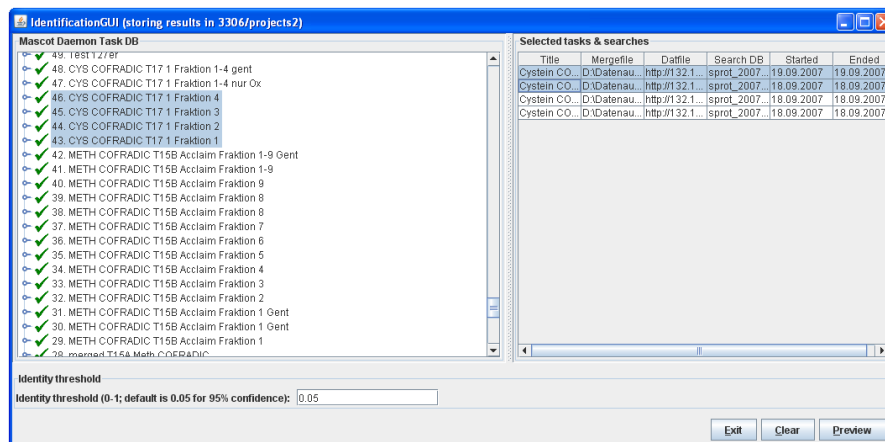 IdentificationGUI (storing results in 3306/projects2)
Mascot Daemon Task DB
49. Test 127er
48. CYS COFRADIC T17 1 Fraktion 1-4 gent
47. CYS COFRADIC T17 1 Fraktion 1-4 nur Ox
46. CYS COFRADIC T17 1 Fraktion 4
45. CYS COFRADIC T17 1 Fraktion 3
44. CYS COFRADIC T17 1 Fraktion 2
43. CYS COFRADIC T17 1 Fraktion 1
42. METH COFRADIC T15B Acclaim Fraktion 1-9 Gent
41. METH COFRADIC T15B Acclaim Fraktion 1-9
40. METH COFRADIC T15B Acclaim Fraktion 9
39. METH COFRADIC T15B Acclaim Fraktion 8
38. METH COFRADIC T15B Acclaim Fraktion 8
37. METH COFRADIC T15B Acclaim Fraktion 7
36. METH COFRADIC T15B Acclaim Fraktion 6
35. METH COFRADIC T15B Acclaim Fraktion 5
34. METH COFRADIC T15B Acclaim Fraktion 4
33. METH COFRADIC T15B Acclaim Fraktion 3
32. METH COFRADIC T15B Acclaim Fraktion 2
31. METH COFRADIC T15B Acclaim Fraktion 1 Gent
30. METH COFRADIC T15B Acclaim Fraktion 1 Gent
29. METH COFRADIC T15B Acclaim Fraktion 1
28. merged T15A Meth COFRADIC
Selected tasks & searches
Title Mergefile Datfile Search DB Started Ended
Cystein CO... D:\Datenau... http://132.1... sprot_2007... 19.09.2007 19.09.2007
Cystein CO... D:\Datenau... http://132.1... sprot_2007... 18.09.2007 18.09.2007
Cystein CO... D:\Datenau... http://132.1... sprot_2007... 18.09.2007 18.09.2007
Cystein CO... D:\Datenau... http://132.1... sprot_2007... 18.09.2007 18.09.2007
Identity threshold
Identity threshold (0-1; default is 0.05 for 95% confidence): 0.05
Exit Clear Preview